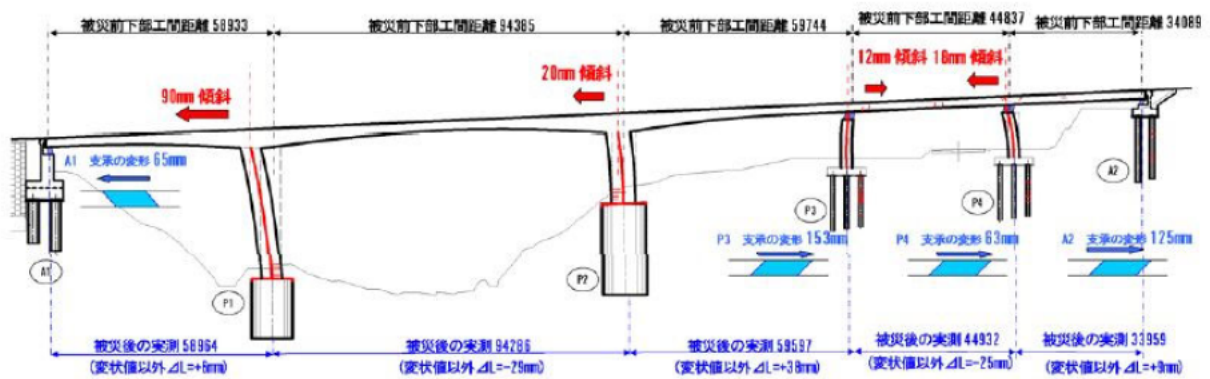 被災前下部工間距離 58933
被災前下部工間距離 94385
被災前下部工間距離 59744
被災前下部工間距離 44837
被災前下部工間距離 34089
90mm 傾斜
20mm 傾斜
12mm 傾斜
16mm 傾斜
A1 支承の変形 65mm
A1
P1
P2
P3
P4
A2
P3 支承の変形 153mm
P4 支承の変形 63mm
A2 支承の変形 125mm
被災後の実測 58964
(変状値以外⊿L=+6mm)
被災後の実測 94286
(変状値以外⊿L=-29mm)
被災後の実測 59597
(変状値以外⊿L=+38mm)
被災後の実測 44932
(変状値以外⊿L=-25mm)
被災後の実測 33959
(変状値以外⊿L=+9mm)